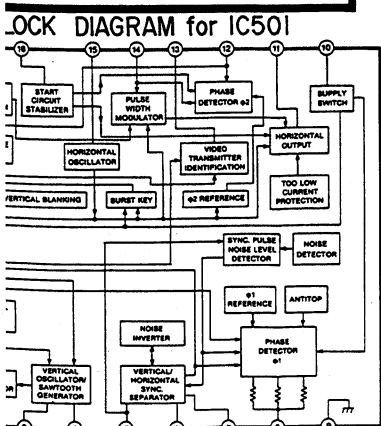 LOCK DIAGRAM for IC501
16
15
14
13
12
11
10
START
CIRCUIT
STABILIZER
PULSE
WIDTH
MODULATOR
PHASE
DETECTOR φ2
SUPPLY
SWITCH
HORIZONTAL
OSCILLATOR
VIDEO
TRANSMITTER
IDENTIFICATION
HORIZONTAL
OUTPUT
TOO LOW
CURRENT
PROTECTION
VERTICAL BLANKING
BURST KEY
φ2 REFERENCE
SYNC. PULSE
NOISE LEVEL
DETECTOR
NOISE
DETECTOR
φ1
REFERENCE
ANTITOP
NOISE
INVERTER
PHASE
DETECTOR
φ1
VERTICAL
OSCILLATOR/
SAWTOOTH
GENERATOR
VERTICAL/
HORIZONTAL
SYNC.
SEPARATOR